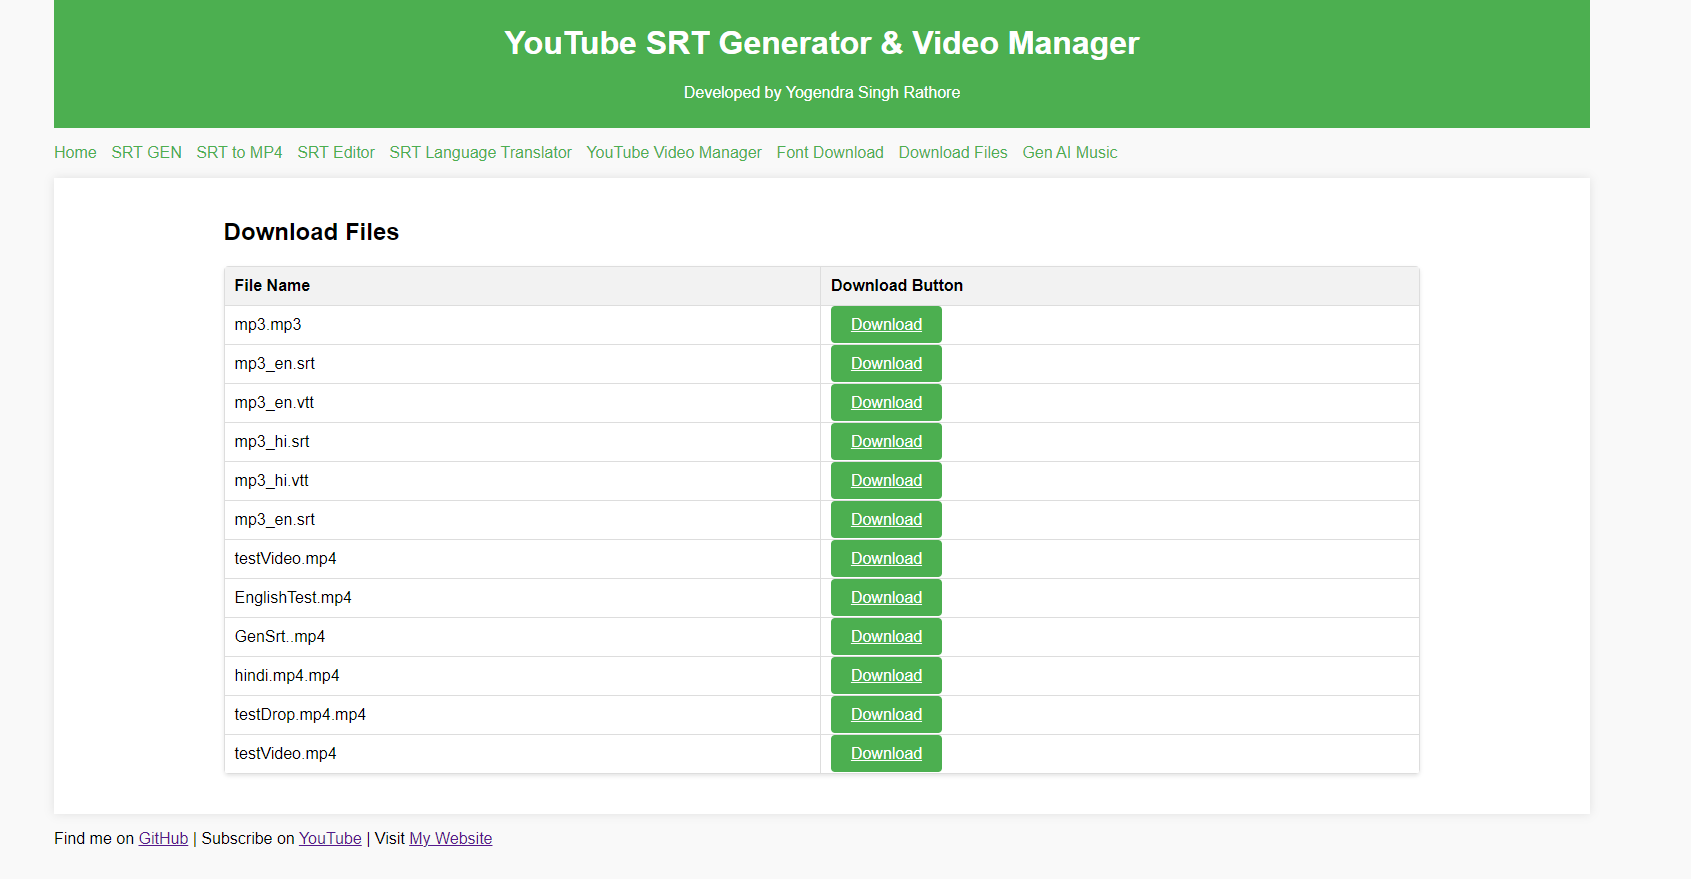 YouTube SRT Generator & Video Manager
Developed by Yogendra Singh Rathore
Home SRT GEN SRT to MP4 SRT Editor SRT Language Translator YouTube Video Manager Font Download Download Files Gen AI Music
Download Files
File Name Download Button
mp3.mp3 Download
mp3_en.srt Download
mp3_en.vtt Download
mp3_hi.srt Download
mp3_hi.vtt Download
mp3_en.srt Download
testVideo.mp4 Download
EnglishTest.mp4 Download
GenSrt..mp4 Download
hindi.mp4.mp4 Download
testDrop.mp4.mp4 Download
testVideo.mp4 Download
Find me on GitHub | Subscribe on YouTube | Visit My Website